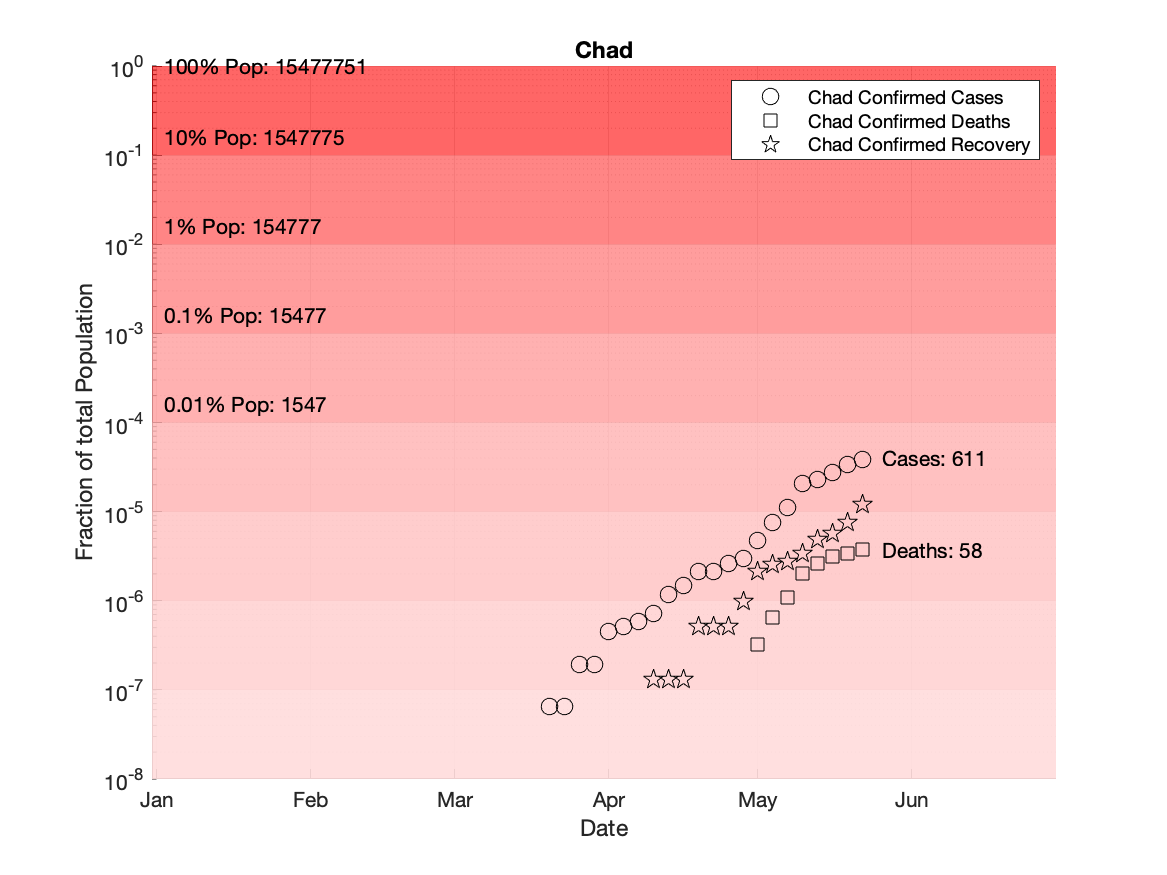 Chad
10^0
100% Pop: 15477751
Chad Confirmed Cases
Chad Confirmed Deaths
Chad Confirmed Recovery
10% Pop: 1547775
10^-1
1% Pop: 154777
10^-2
0.1% Pop: 15477
10^-3
0.01% Pop: 1547
10^-4
Cases: 611
10^-5
Deaths: 58
10^-6
10^-7
10^-8
Fraction of total Population
Jan Feb Mar Apr May Jun
Date